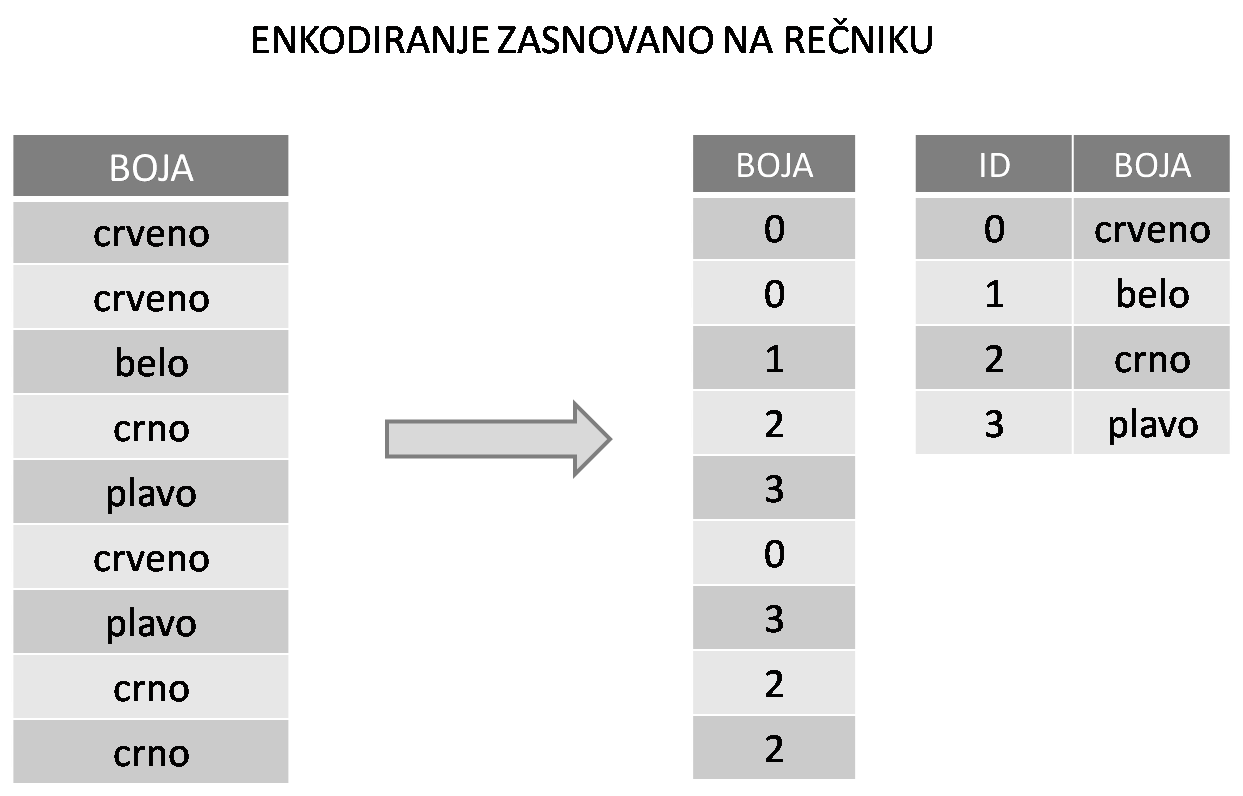 ENKODIRANJE ZASNOVANO NA REČNIKU
BOJA
crveno
crveno
belo
crno
plavo
crveno
plavo
crno
crno
BOJA
0
0
1
2
3
0
3
2
2
ID BOJA
0 crveno
1 belo
2 crno
3 plavo